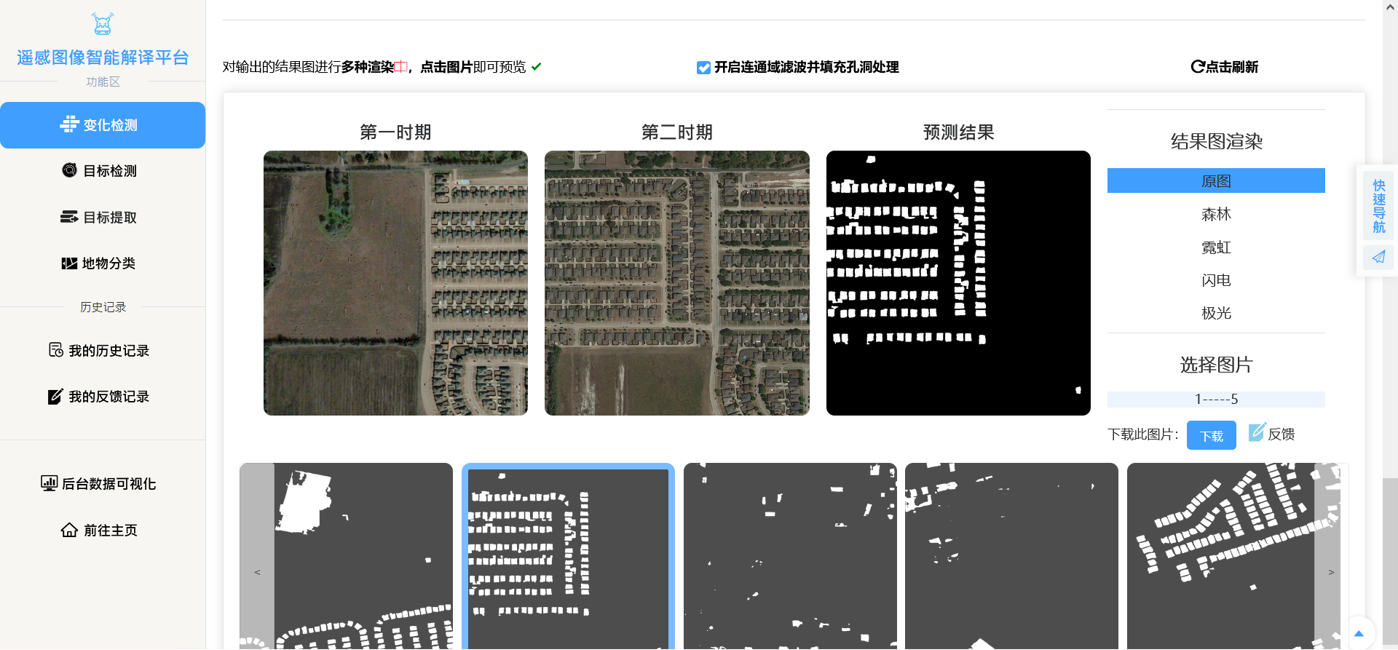 遥感图像智能解译平台
功能区
变化检测
目标检测
目标提取
地物分类
历史记录
我的历史记录
我的反馈记录
后台数据可视化
前往主页
对输出的结果图进行多种渲染，点击图片即可预览
开启连通域滤波并填充孔洞处理
点击刷新
第一时期
第二时期
预测结果
结果图渲染
原图
森林
霓虹
闪电
极光
选择图片
1-----5
下载此图片：
下载
反馈
<
>
快速导航